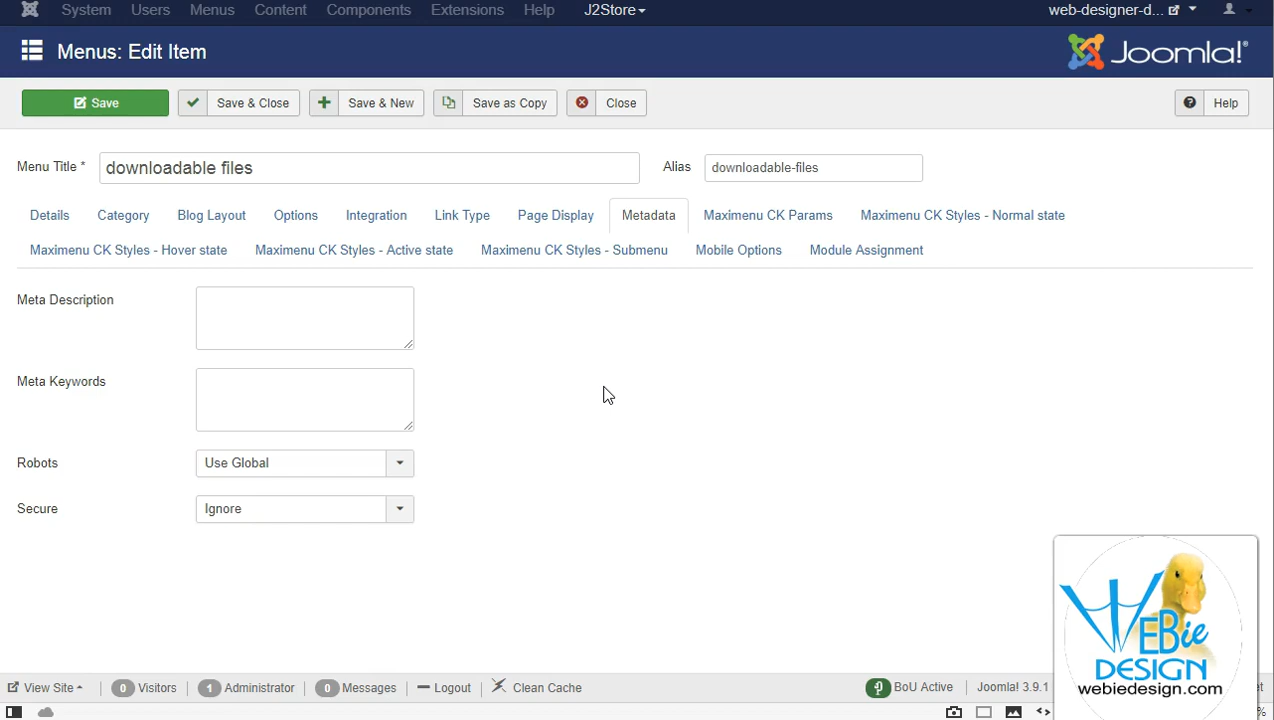 System Users Menus Content Components Extensions Help J2Store web-designer-d...
Menus: Edit Item Joomla!®
Save Save & Close Save & New Save as Copy Close Help
Menu Title * downloadable files Alias downloadable-files
Details Category Blog Layout Options Integration Link Type Page Display Metadata Maximenu CK Params Maximenu CK Styles - Normal state
Maximenu CK Styles - Hover state Maximenu CK Styles - Active state Maximenu CK Styles - Submenu Mobile Options Module Assignment
Meta Description
Meta Keywords
Robots Use Global
Secure Ignore
WEBie
DESIGN
webiedesign.com
View Site 0 Visitors 1 Administrator 0 Messages Logout Clean Cache BoU Active Joomla! 3.9.1
%